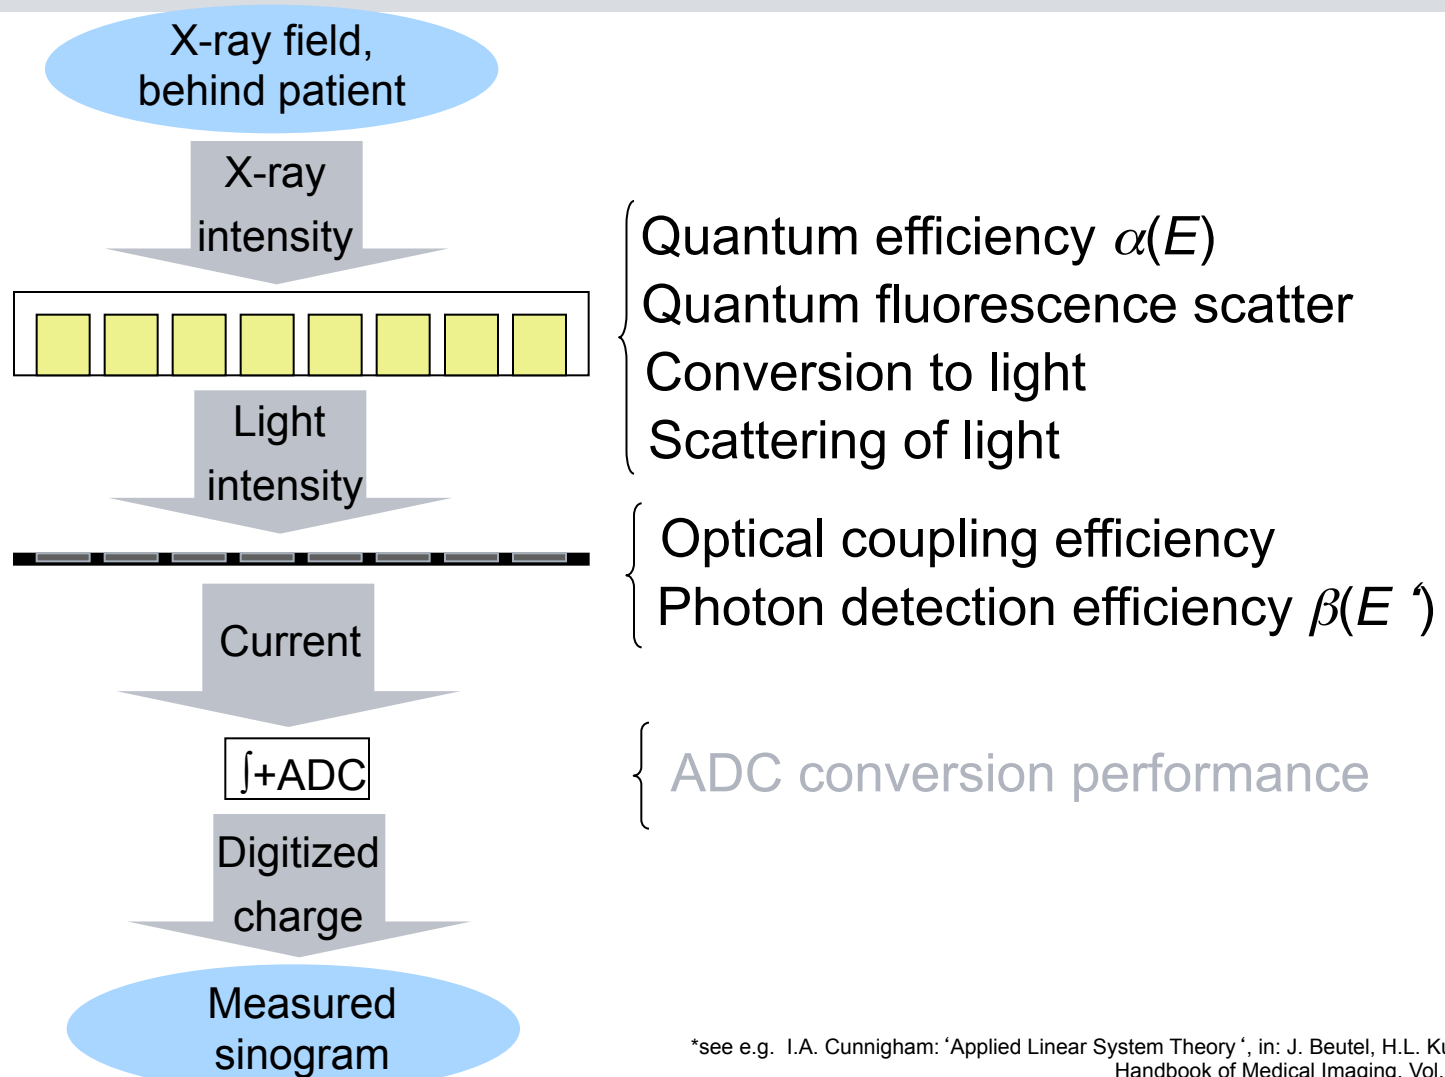 X-ray field,
behind patient
X-ray
intensity
Quantum efficiency α(E)
Quantum fluorescence scatter
Conversion to light
Scattering of light
Light
intensity
Optical coupling efficiency
Photon detection efficiency β(E ‘)
Current
∫+ADC
ADC conversion performance
Digitized
charge
Measured
sinogram
*see e.g. I.A. Cunnigham: ‘Applied Linear System Theory ‘, in: J. Beutel, H.L.
Handbook of Medical Imaging, Vol.